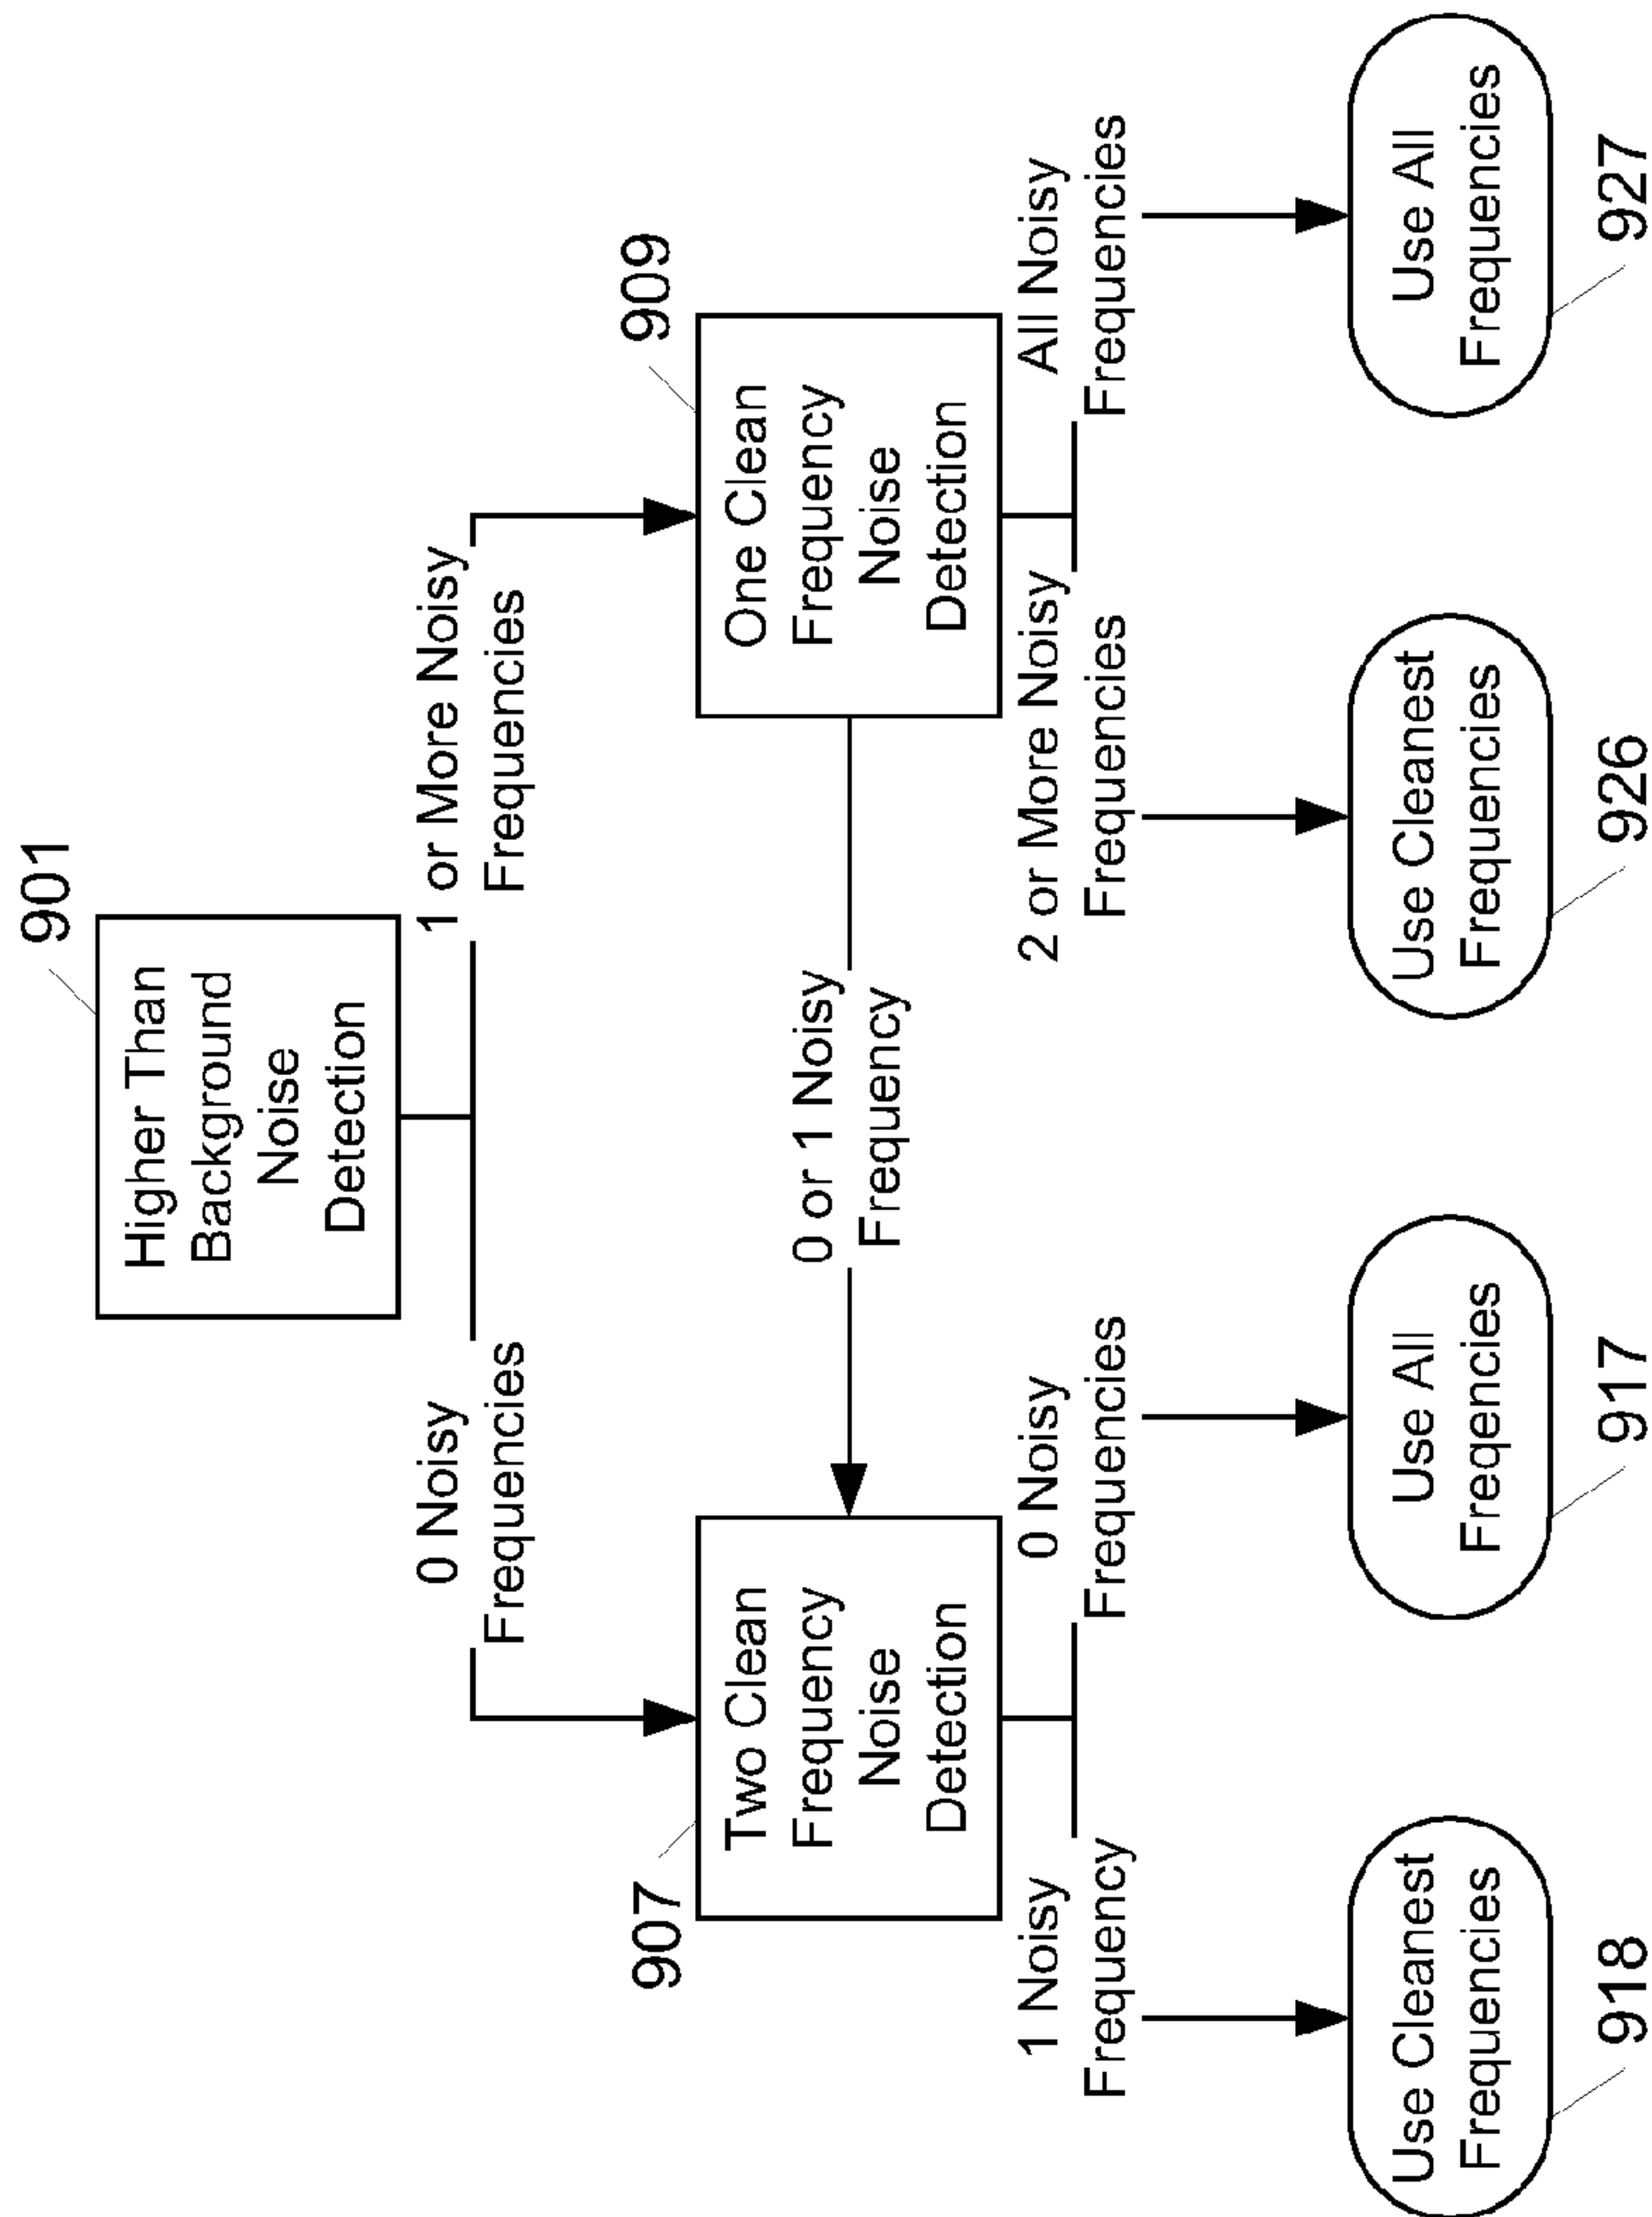 901
Higher Than
Background
Noise
Detection
0 Noisy
Frequencies
1 or More Noisy
Frequencies
907
Two Clean
Frequency
Noise
Detection
0 or 1 Noisy
Frequency
909
One Clean
Frequency
Noise
Detection
1 Noisy
Frequency
0 Noisy
Frequencies
2 or More Noisy
Frequencies
All Noisy
Frequencies
Use Cleanest
Frequencies
918
Use All
Freqencies
917
Use Cleanest
Frequencies
926
Use All
Frequencies
927